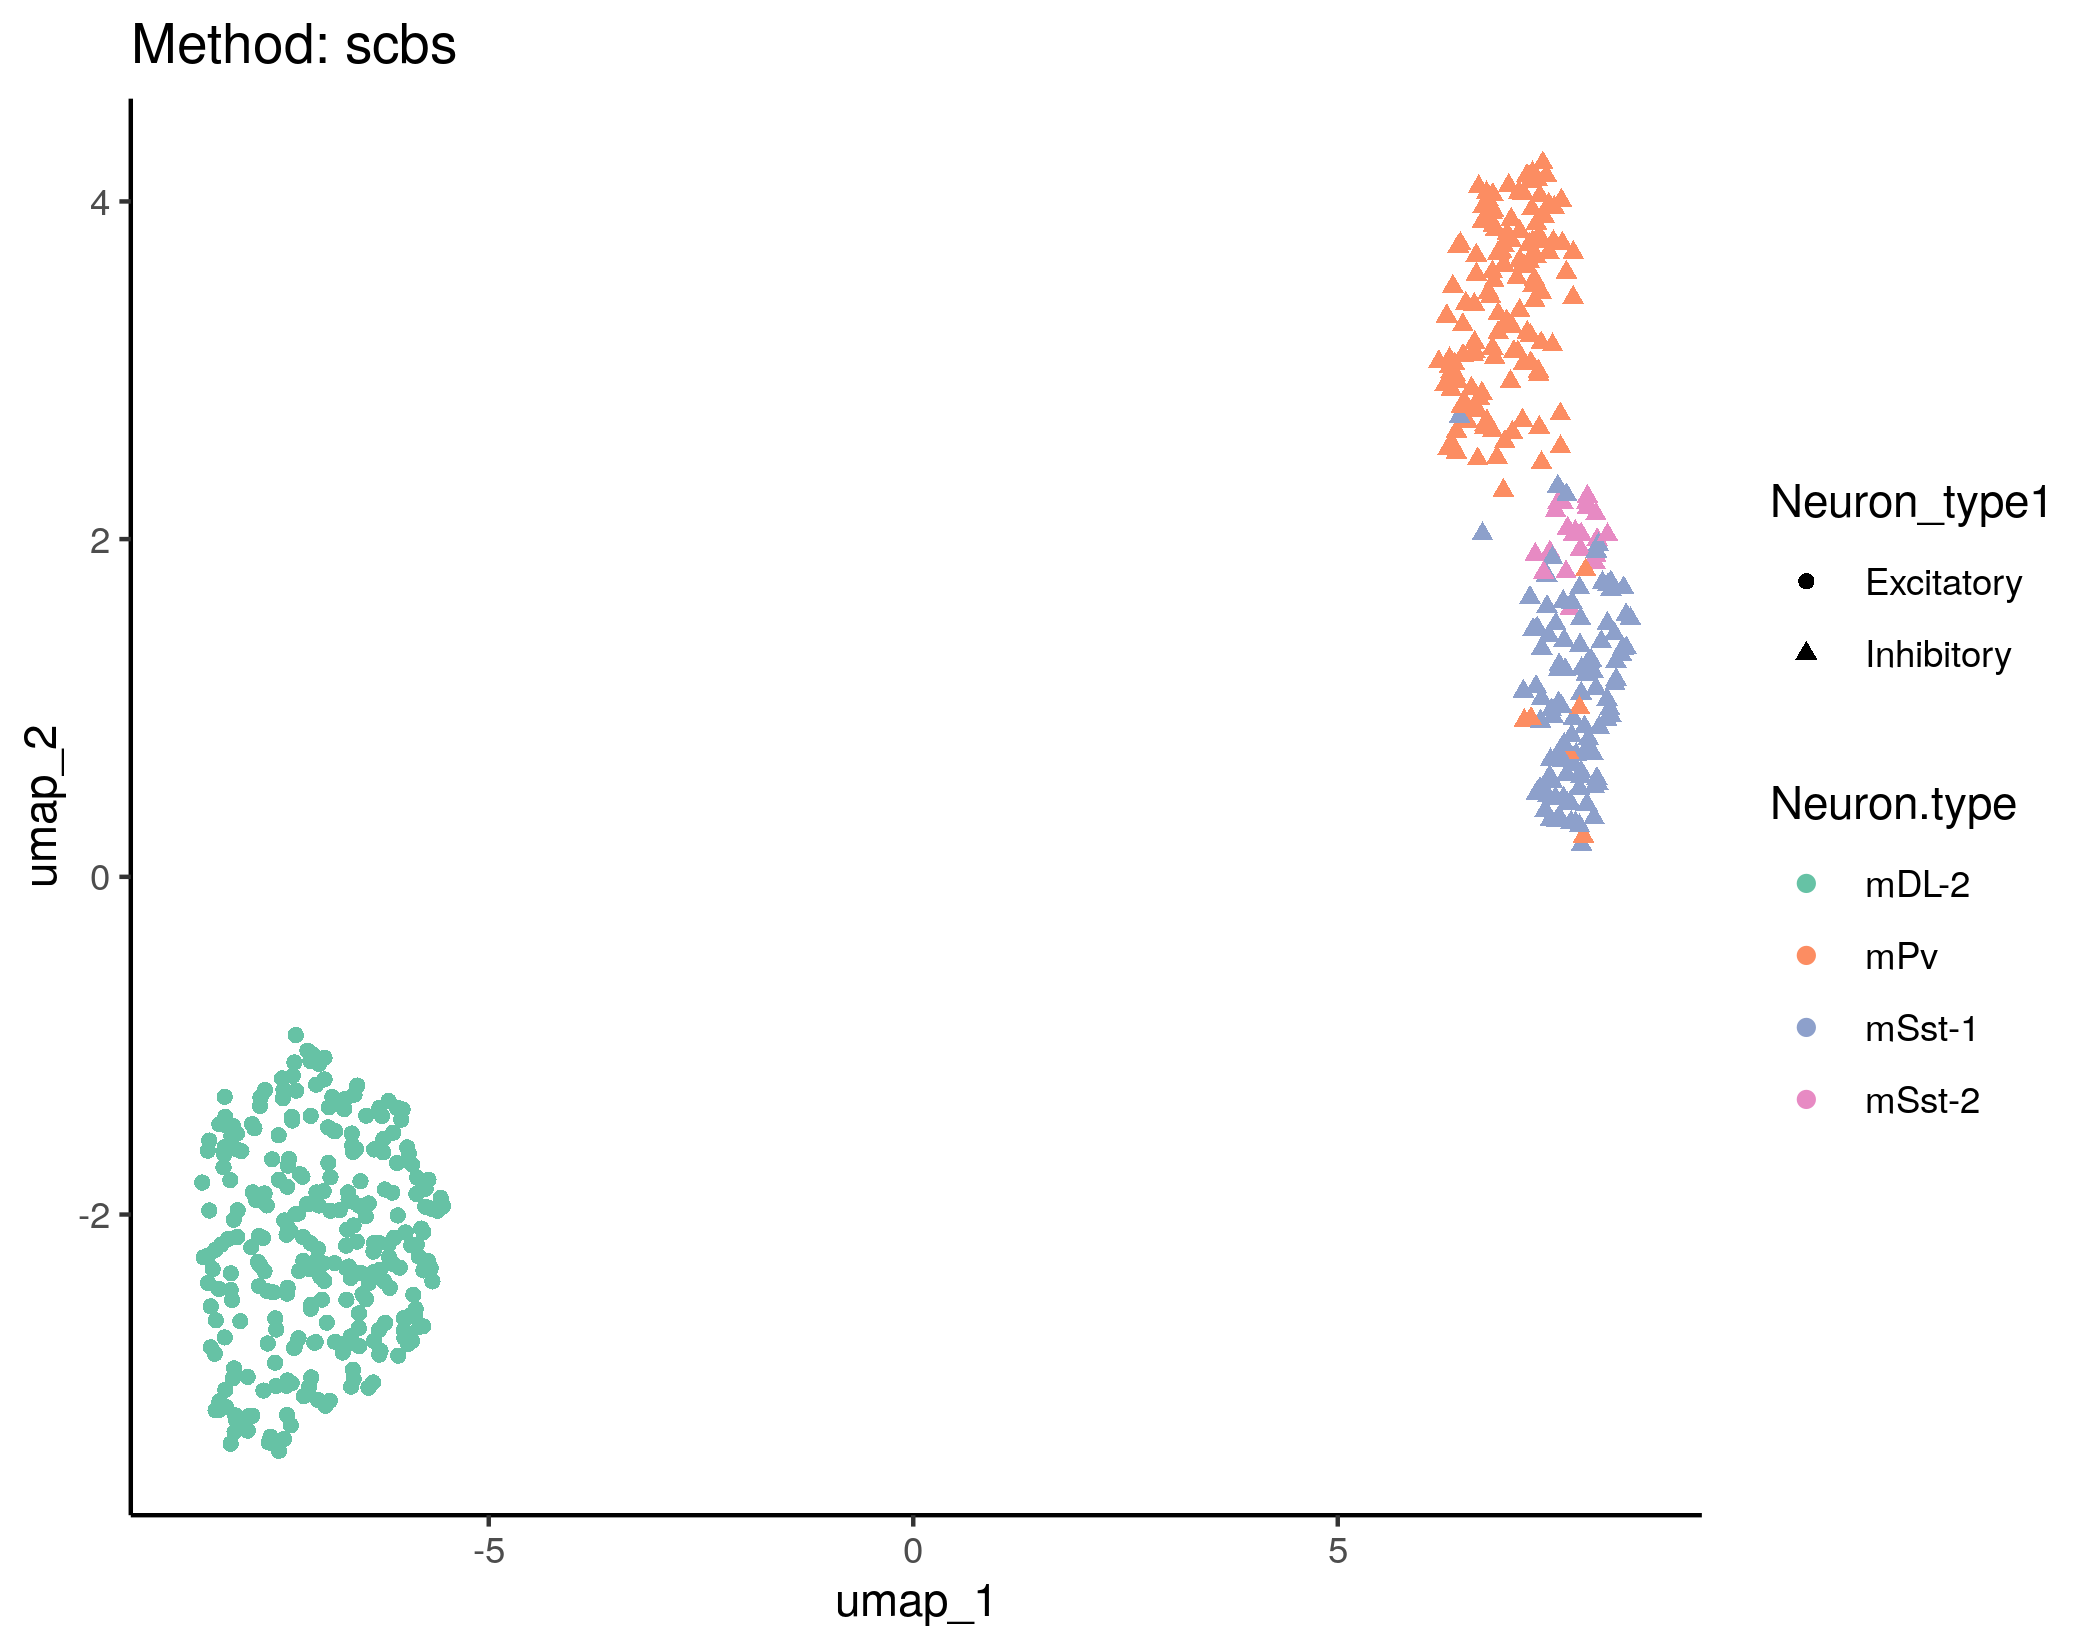 Method: scbs
4
2
0
-2
umap_2
-5
0
5
umap_1
Neuron_type1
Excitatory
Inhibitory
Neuron.type
mDL-2
mPv
mSst-1
mSst-2